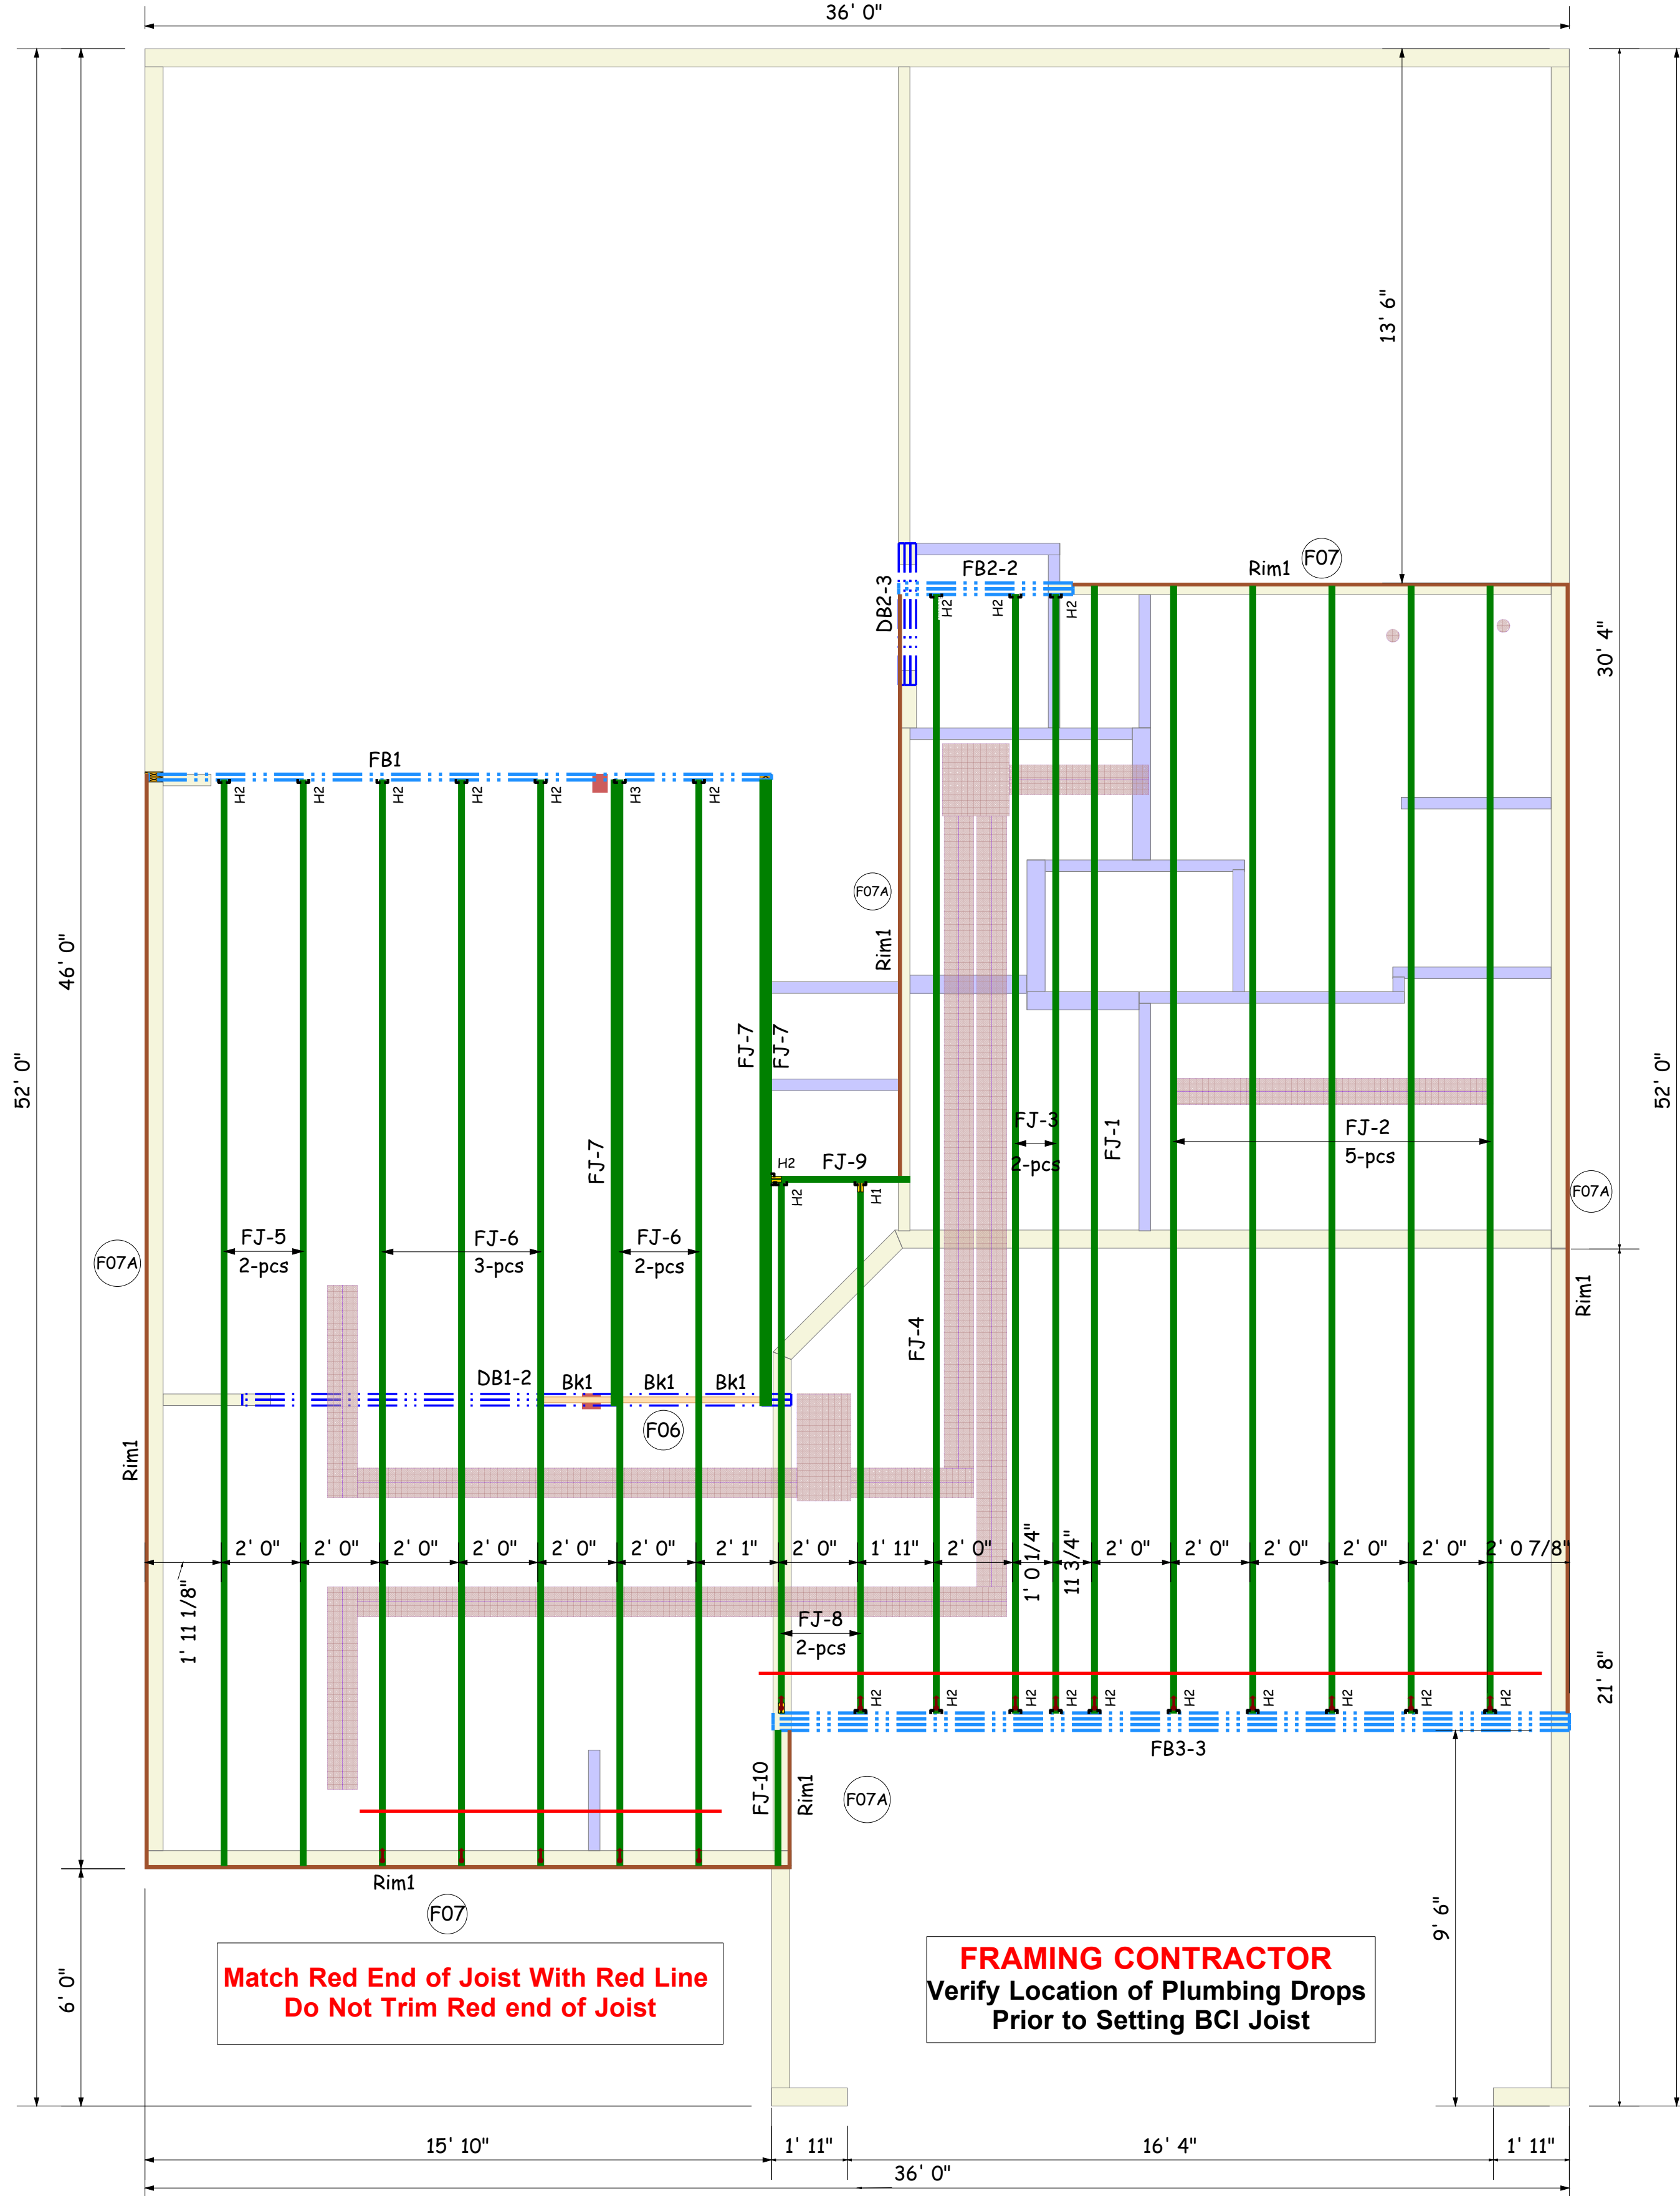 36' 0"
13' 6"
F07
Rim1
FB2-2
DB2-3
H2
H2
H2
30' 4"
FB1
H2
H2
H2
H2
H2
H3
H2
F07A
Rim1
46' 0"
52' 0"
52' 0"
FJ-7
FJ-7
FJ-7
FJ-3
2-pcs
FJ-1
FJ-2
5-pcs
H2
FJ-9
H2
H1
F07A
FJ-5
2-pcs
FJ-6
3-pcs
FJ-6
2-pcs
F07A
Rim1
FJ-4
DB1-2
Bk1
Bk1
Bk1
F06
Rim1
2' 0"
2' 0"
2' 0"
2' 0"
2' 0"
2' 0"
2' 1"
2' 0"
1' 11"
2' 0"
1' 0 1/4"
11 3/4"
2' 0"
2' 0"
2' 0"
2' 0"
2' 0"
2' 0 7/8"
1' 11 1/8"
FJ-8
2-pcs
21' 8"
H2
H2
H2
H2
H2
H2
H2
H2
H2
H2
FB3-3
FJ-10
Rim1
F07A
Rim1
F07
9' 6"
6' 0"
Match Red End of Joist With Red Line
Do Not Trim Red end of Joist
FRAMING CONTRACTOR
Verify Location of Plumbing Drops
Prior to Setting BCI Joist
15' 10"
1' 11"
16' 4"
1' 11"
36' 0"